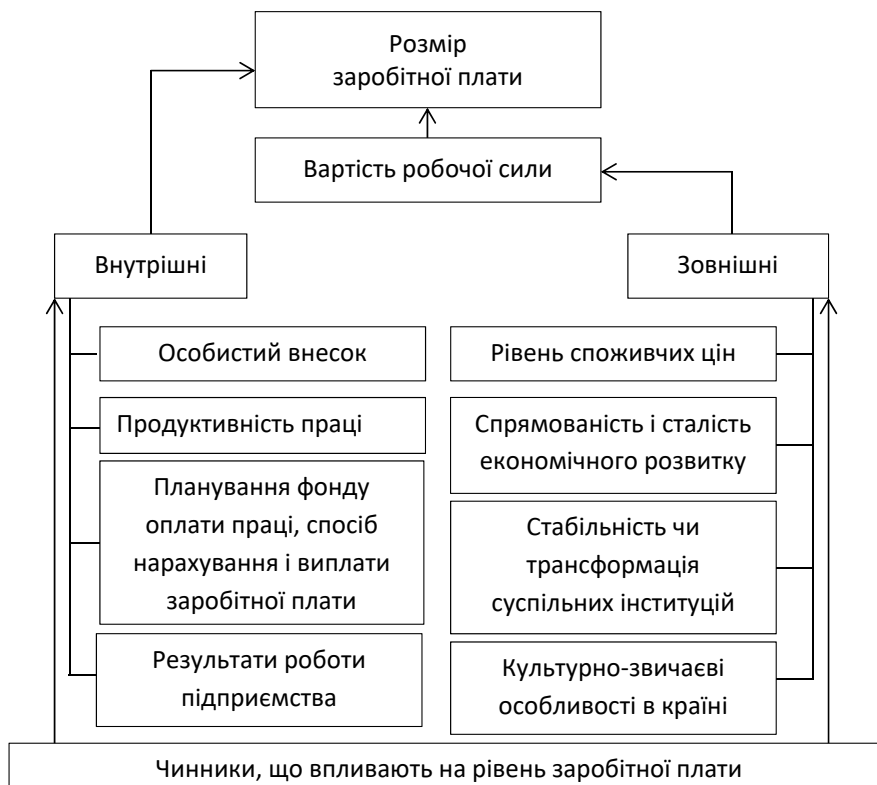 Розмір
заробітної плати
Вартість робочої сили
Внутрішні
Зовнішні
Особистий внесок
Продуктивність праці
Планування фонду
оплати праці, спосіб
нарахування і виплати
заробітної плати
Результати роботи
підприємства
Рівень споживчих цін
Спрямованість і сталість
економічного розвитку
Стабільність чи
трансформація
суспільних інституцій
Культурно-звичаєві
особливості в країні
Чинники, що впливають на рівень заробітної плати